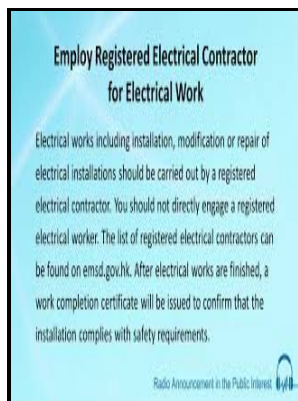 Employ Registered Electrical Contractor
for Electrical Work
Electrical works including installation, modification or repair of
electrical installations should be carried out by a registered
electrical contractor. You should not directly engage a registered
electrical worker. The list of registered electrical contractors can
be found on emsd.gov.hk. After electrical works are finished, a
work completion certificate will be issued to confirm that the
installation complies with safety requirements.
Radio Announcement in the Public Interest